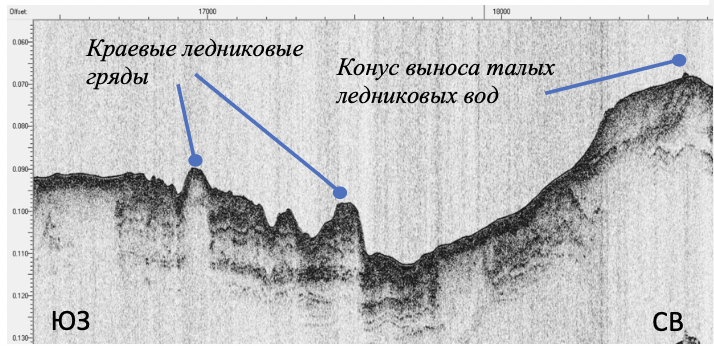 Offset:
17000
18000
0.060
Краевые ледниковые
гряды
Конус выноса талых
ледниковых вод
0.070
0.080
0.090
0.100
0.110
0.120
0.130
ЮЗ
СВ